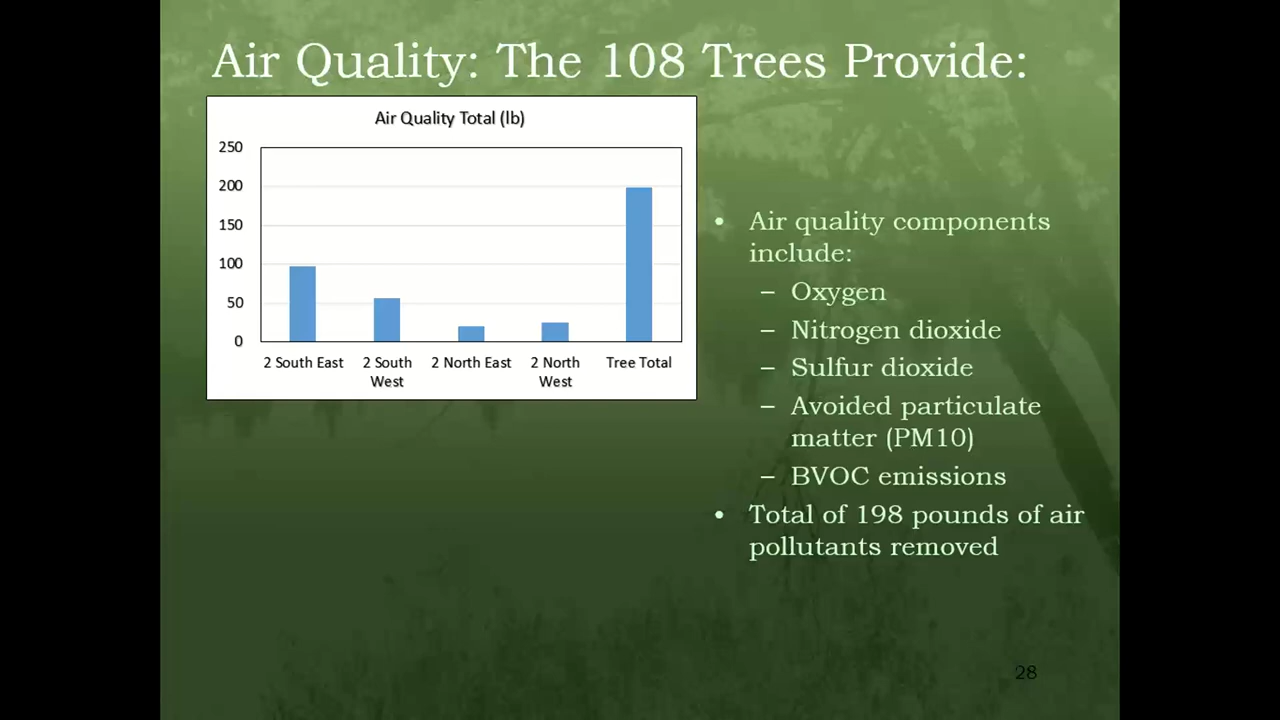 Air Quality: The 108 Trees Provide:
Air Quality Total (lb)
250
200
150
100
50
0
2 South East
2 South
West
2 North East
2 North
West
Tree Total
• Air quality components
include:
– Oxygen
– Nitrogen dioxide
– Sulfur dioxide
– Avoided particulate
matter (PM10)
– BVOC emissions
• Total of 198 pounds of air
pollutants removed
28